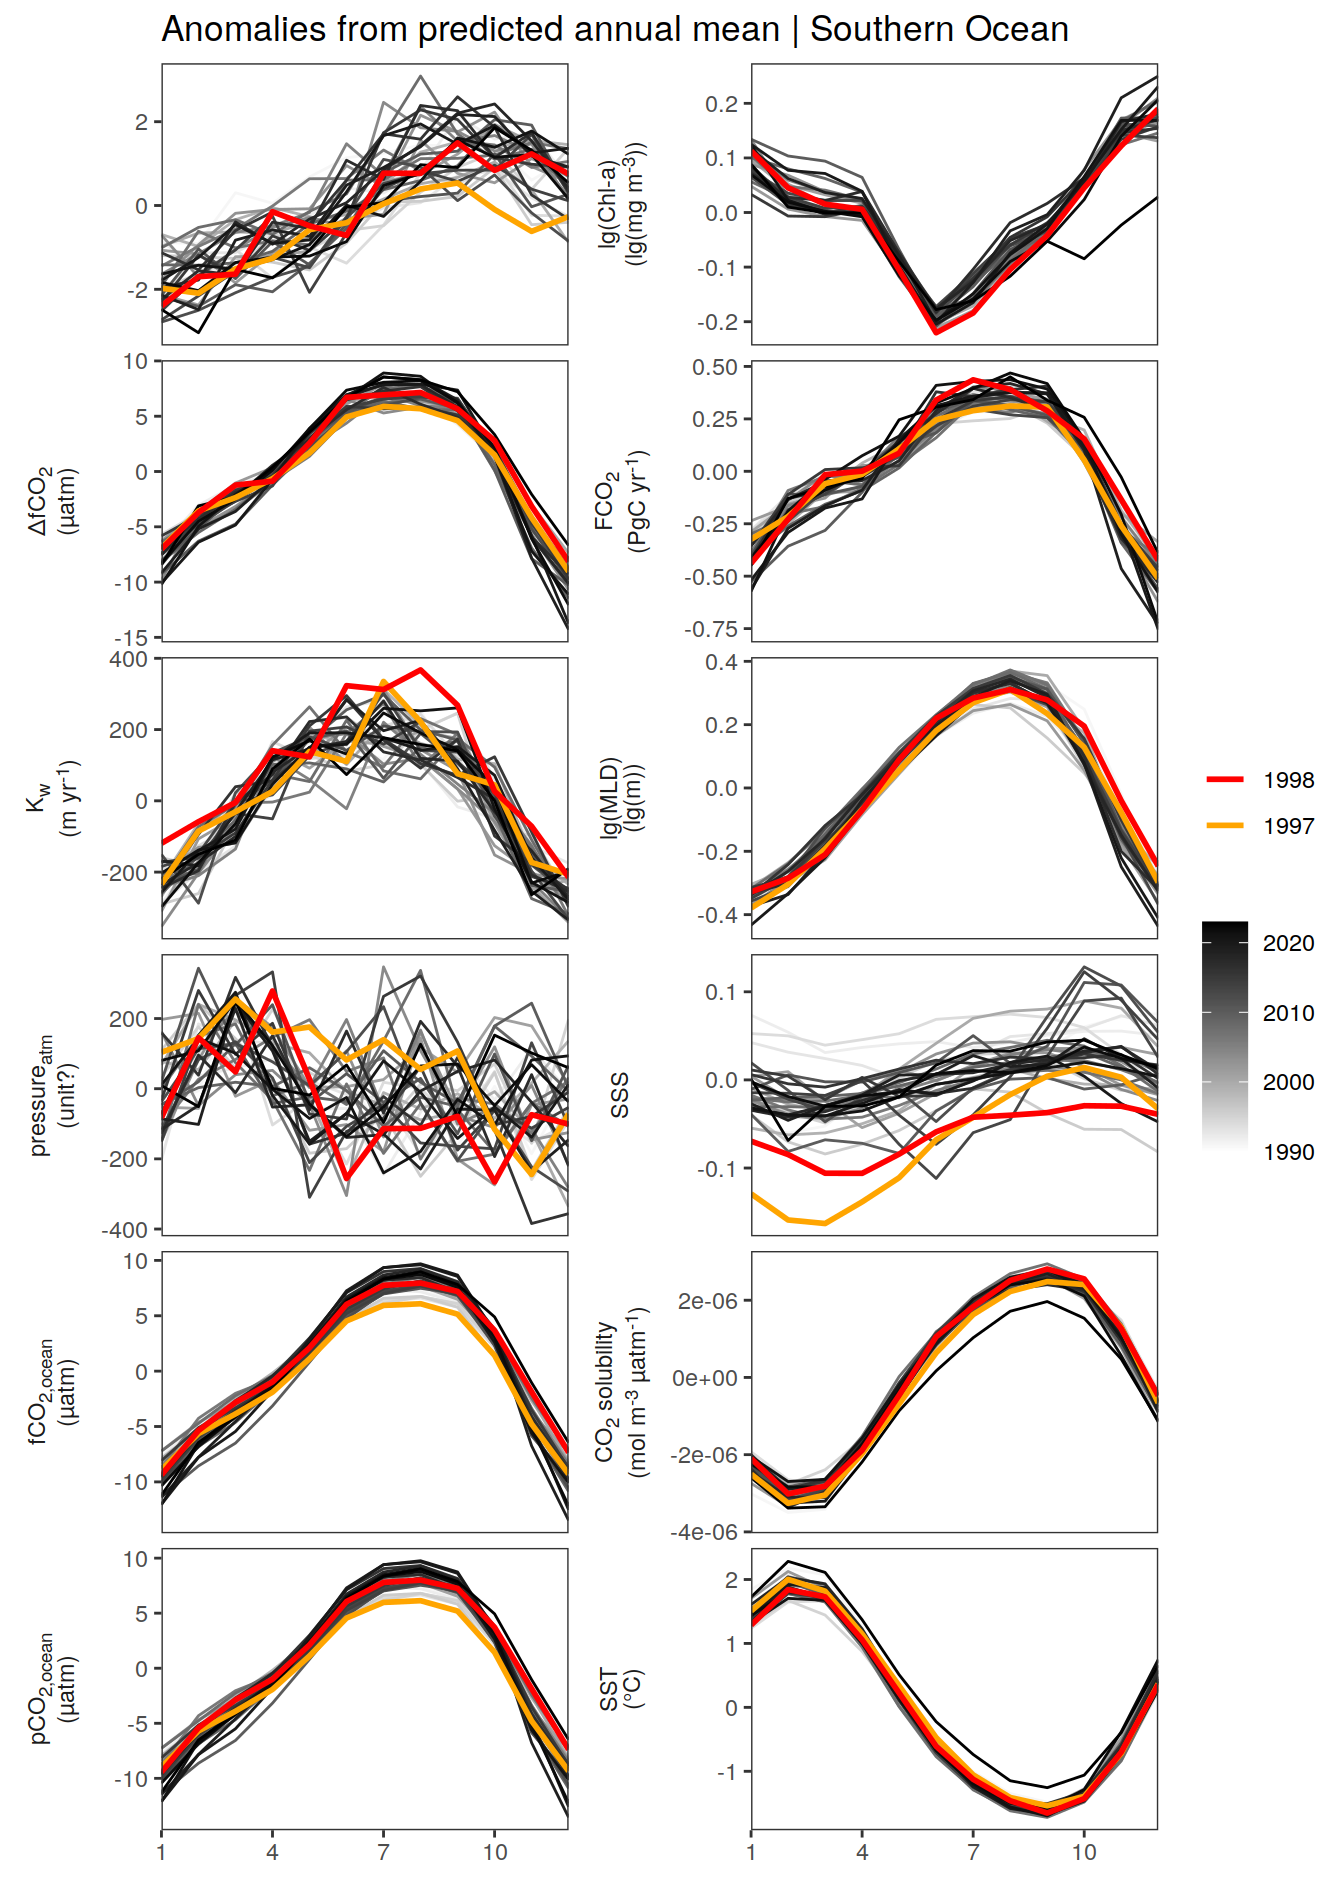 Anomalies from predicted annual mean | Southern Ocean
2
0
-2
lg(Chl-a)
(lg(mg m⁻³))
0.2
0.1
0.0
-0.1
-0.2
ΔfCO₂
(µatm)
10
5
0
-5
-10
-15
FCO₂
(PgC yr⁻¹)
0.50
0.25
0.00
-0.25
-0.50
-0.75
K_w
(m yr⁻¹)
400
200
0
-200
lg(MLD)
(lg(m))
0.4
0.2
0.0
-0.2
-0.4
pressure_atm
(unit?)
200
0
-200
-400
SSS
0.1
0.0
-0.1
fCO₂,ocean
(µatm)
10
5
0
-5
-10
CO₂ solubility
(mol m⁻³ µatm⁻¹)
2e-06
0e+00
-2e-06
-4e-06
pCO₂,ocean
(µatm)
10
5
0
-5
-10
SST
(°C)
2
1
0
-1
1 4 7 10
1 4 7 10
1998
1997
2020
2010
2000
1990